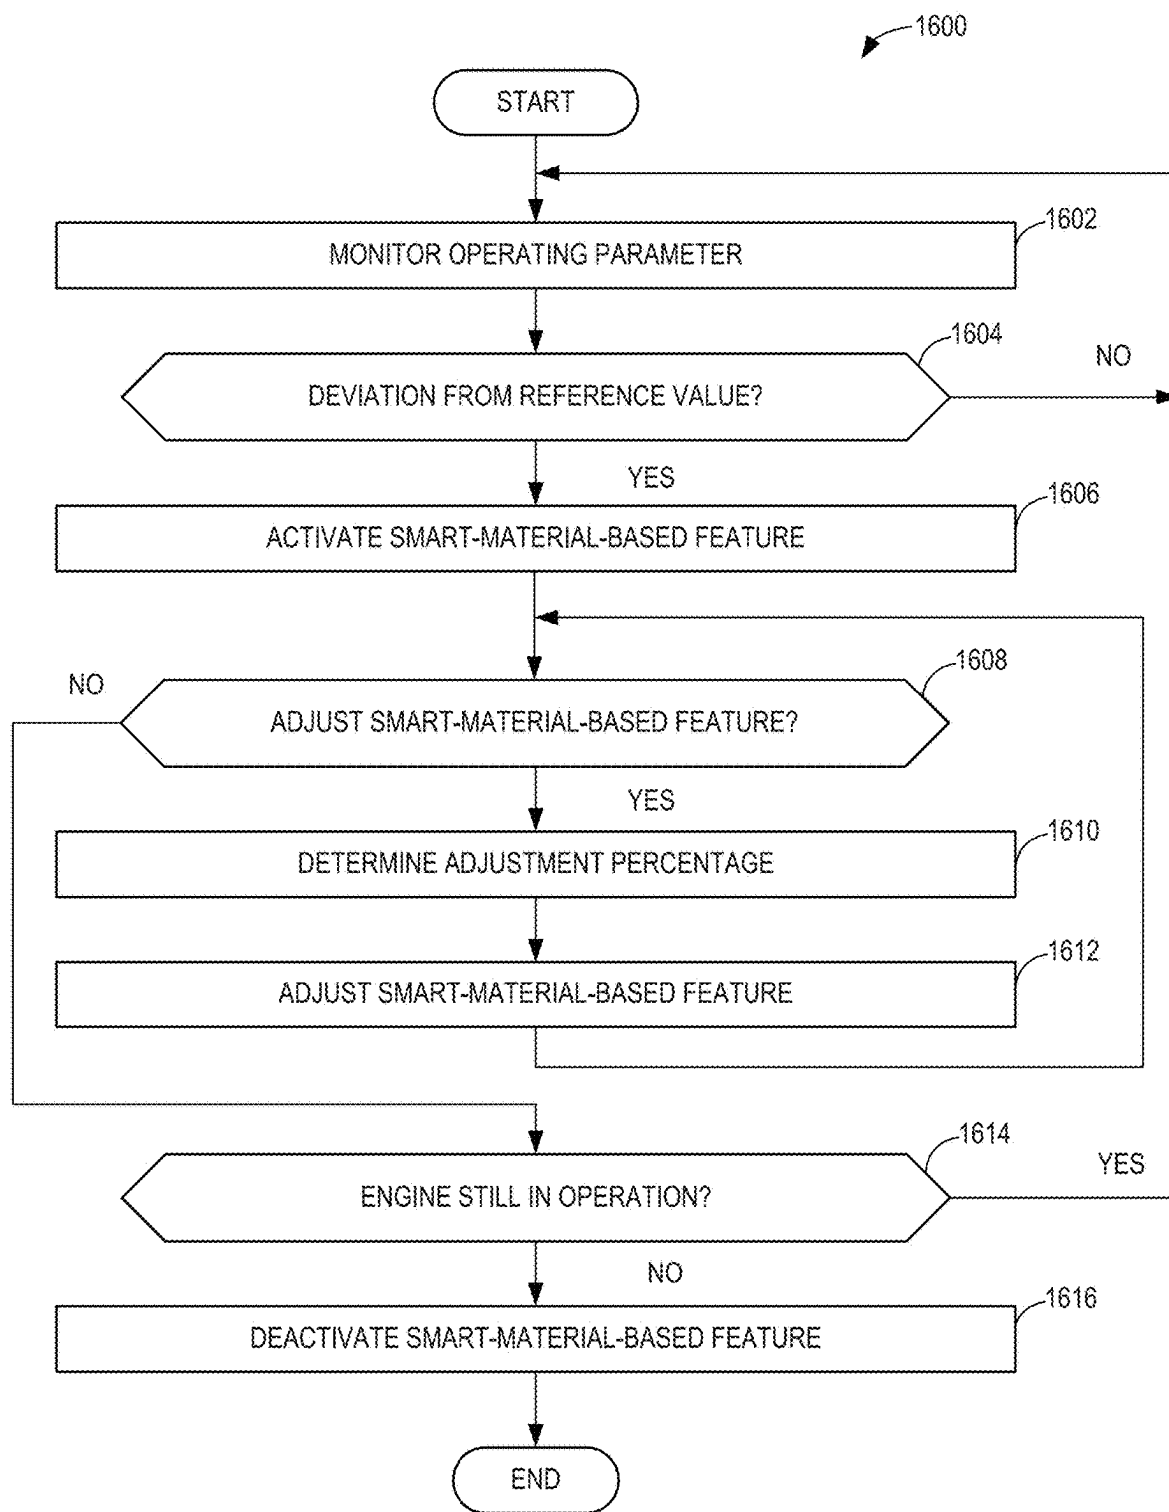 1600
START
1602
MONITOR OPERATING PARAMETER
1604
NO
DEVIATION FROM REFERENCE VALUE?
YES
1606
ACTIVATE SMART-MATERIAL-BASED FEATURE
1608
NO
ADJUST SMART-MATERIAL-BASED FEATURE?
YES
1610
DETERMINE ADJUSTMENT PERCENTAGE
1612
ADJUST SMART-MATERIAL-BASED FEATURE
1614
YES
ENGINE STILL IN OPERATION?
NO
1616
DEACTIVATE SMART-MATERIAL-BASED FEATURE
END